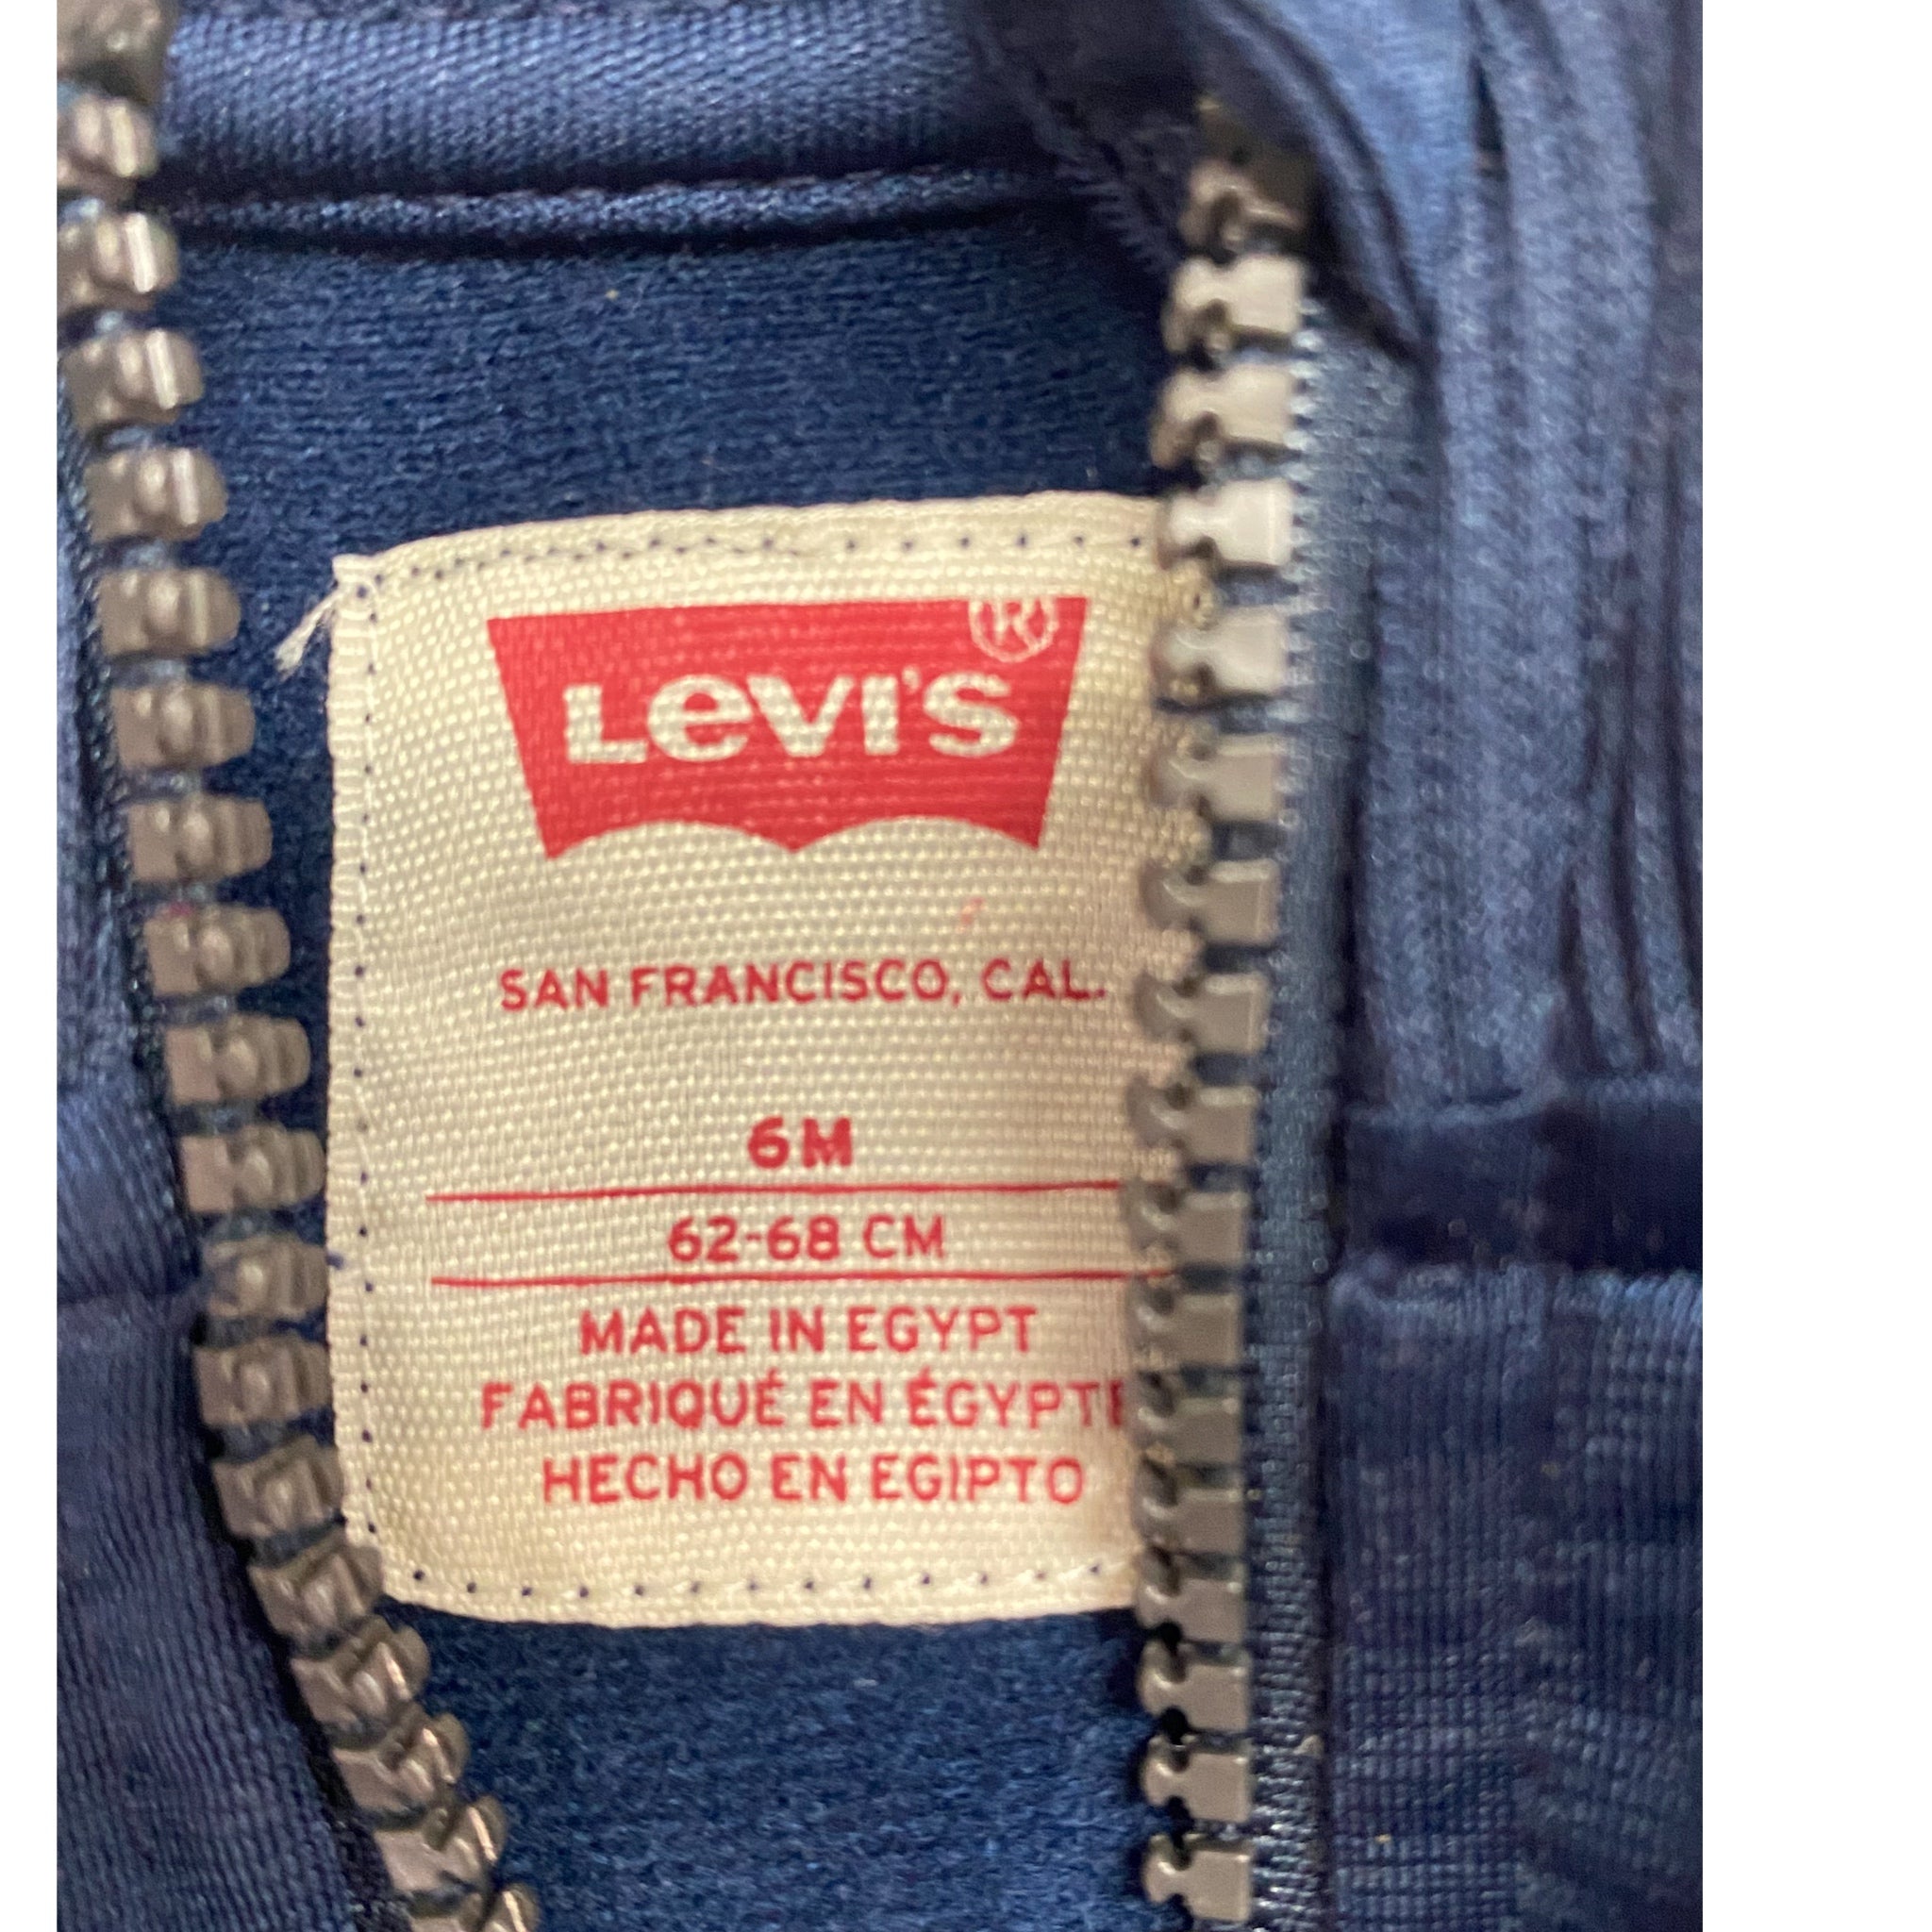 LEVI'S ®
SAN FRANCISCO, CAL.
6M
62-68 CM
MADE IN EGYPT
FABRIQUÉ EN ÉGYPTE
HECHO EN EGIPTO